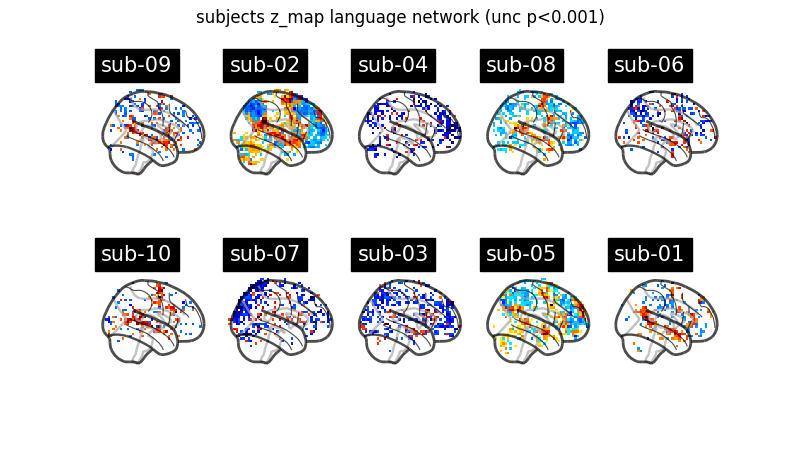 subjects z_map language network (unc p<0.001)
sub-09
sub-02
sub-04
sub-08
sub-06
sub-10
sub-07
sub-03
sub-05
sub-01